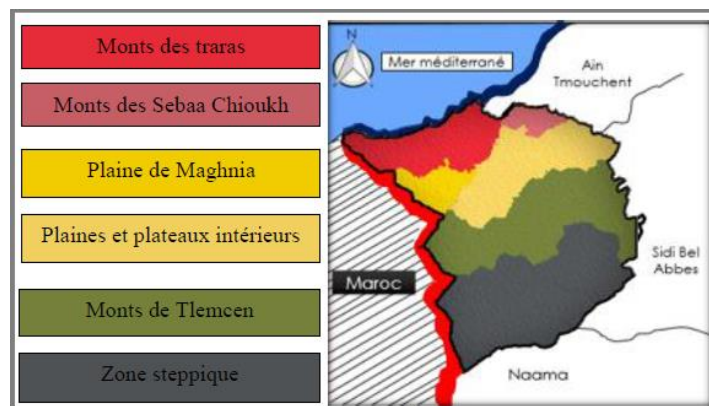 Monts des traras
Monts des Sebaa Chioukh
Plaine de Maghnia
Plaines et plateaux intérieurs
Monts de Tlemcen
Zone steppique
N
Mer méditerrané
Ain
Tmouchent
Maroc
Sidi Bel
Abbes
Naama